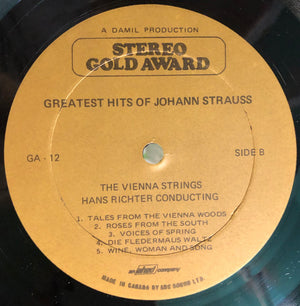 A DAMIL PRODUCTION
STEREO
GOLD AWARD
GREATEST HITS OF JOHANN STRAUSS
GA - 12
SIDE B
THE VIENNA STRINGS
HANS RICHTER CONDUCTING
1. TALES FROM THE VIENNA WOODS
2. ROSES FROM THE SOUTH
3. VOICES OF SPRING
4. DIE FLEDERMAUS WALTZ
5. WINE, WOMAN AND SONG
an
company
MADE IN CANADA BY ARC SOUND LTD.